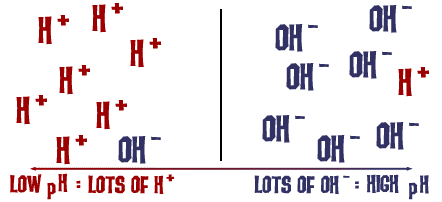 H⁺ H⁺ OH⁻ OH⁻
H⁺ OH⁻ H⁺
H⁺ OH⁻
H⁺ H⁺ OH⁻ OH⁻
H⁺ OH⁻ OH⁻
LOW pH = LOTS OF H⁺ LOTS OF OH⁻ = HIGH pH